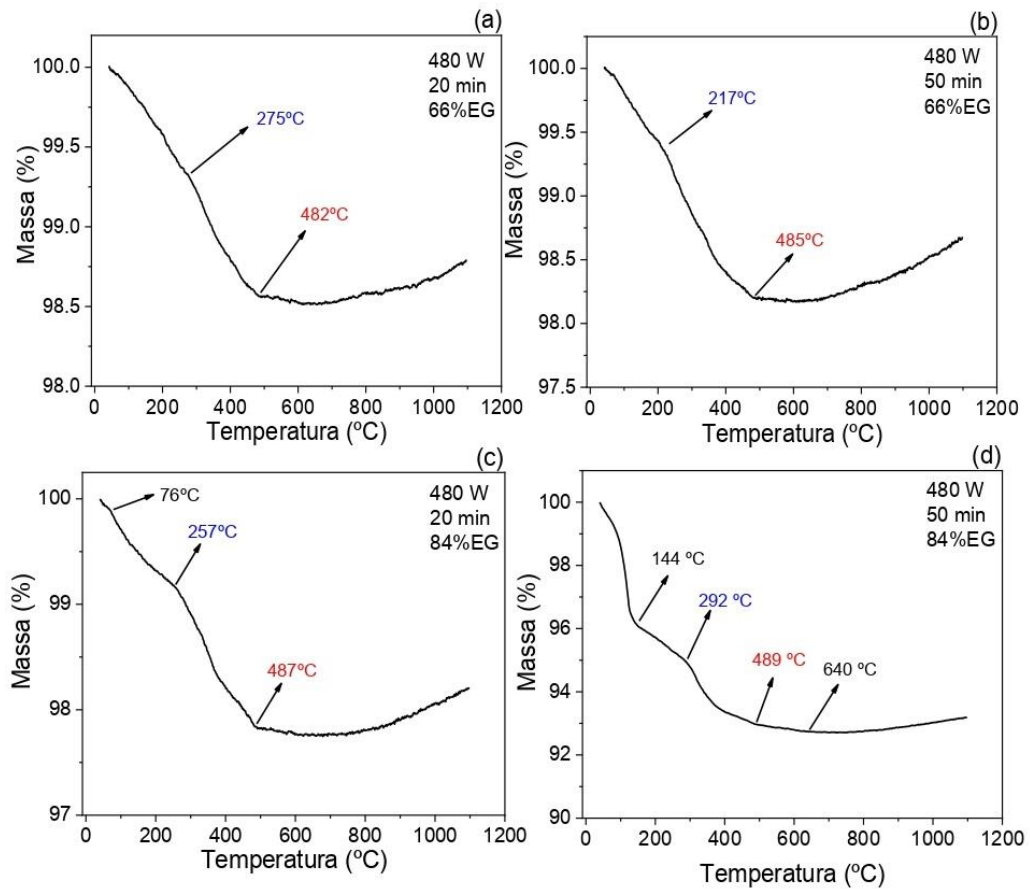 (a)
480 W
20 min
66%EG
275ºC
482ºC
100.0
99.5
99.0
98.5
98.0
Massa (%)
0 200 400 600 800 1000 1200
Temperatura (ºC)
(b)
480 W
50 min
66%EG
217ºC
485ºC
100.0
99.5
99.0
98.5
98.0
97.5
Massa (%)
0 200 400 600 800 1000 1200
Temperatura (ºC)
(c)
480 W
20 min
84%EG
76ºC
257ºC
487ºC
100
99
98
97
Massa (%)
0 200 400 600 800 1000 1200
Temperatura (ºC)
(d)
480 W
50 min
84%EG
144 ºC
292 ºC
489 ºC
640 ºC
100
98
96
94
92
90
Massa (%)
0 200 400 600 800 1000 1200
Temperatura (ºC)